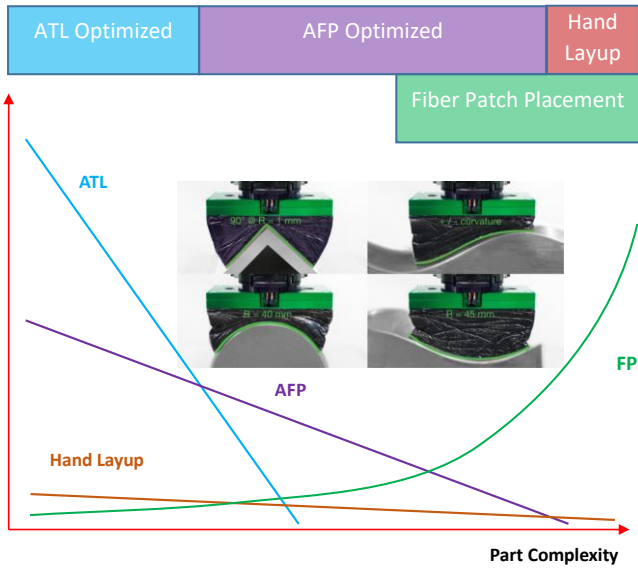 ATL Optimized
AFP Optimized
Hand
Layup
Fiber Patch Placement
ATL
90° @ R = 1 mm
+ / - curvature
R = 40 mm
R = 45 mm
AFP
FP
Hand Layup
Part Complexity